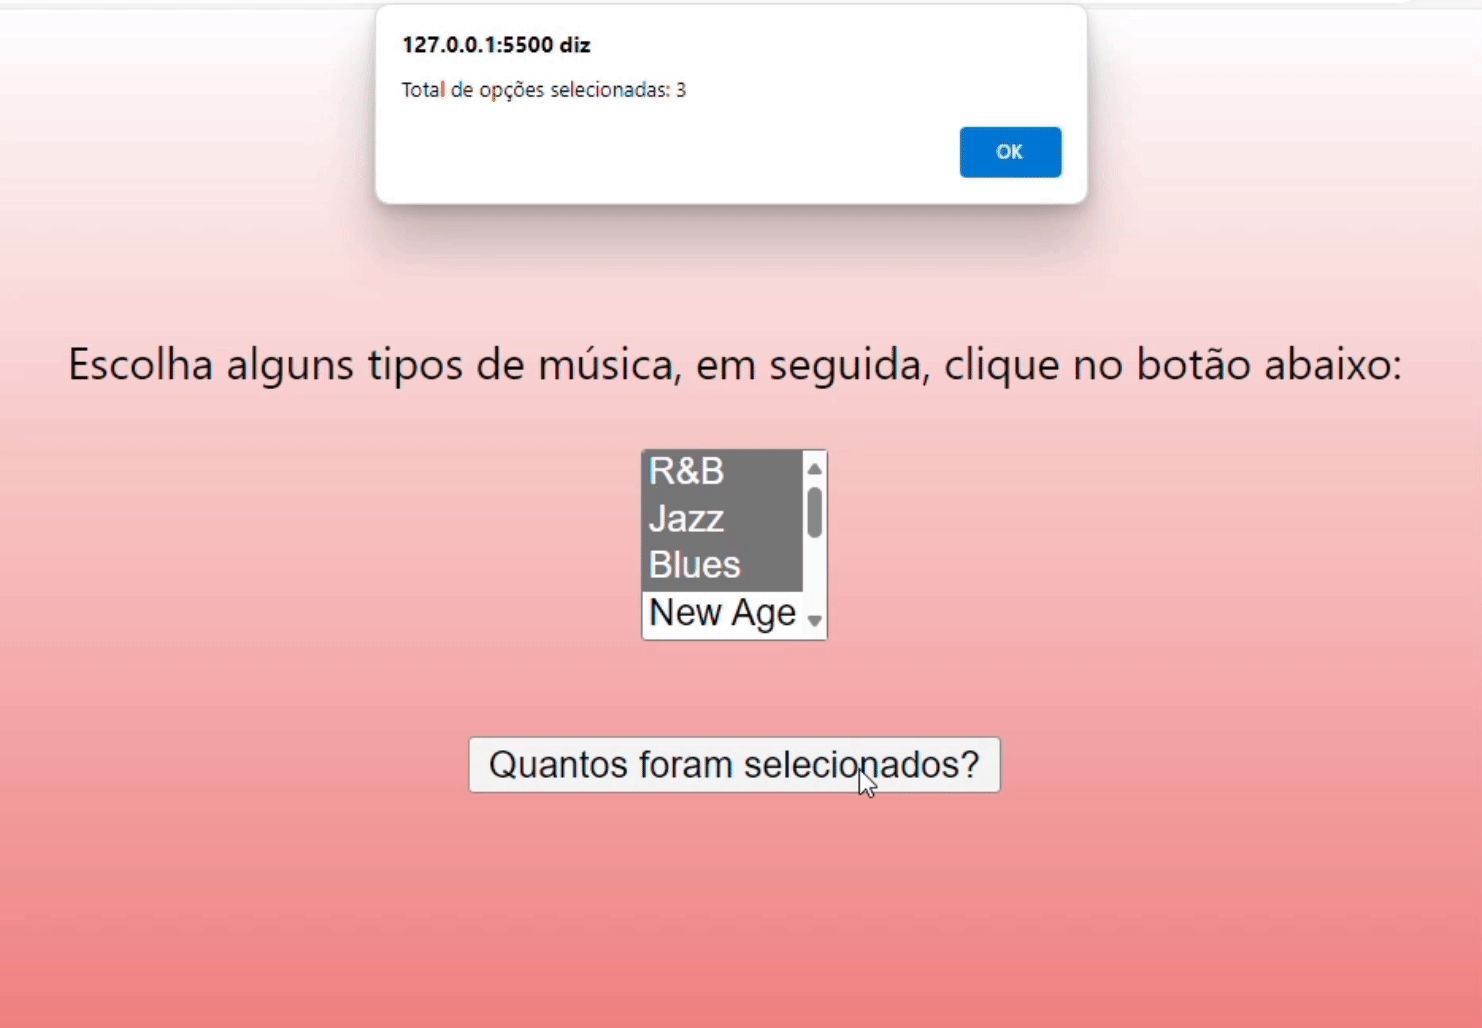 127.0.0.1:5500 diz
Total de opções selecionadas: 3
OK
Escolha alguns tipos de música, em seguida, clique no botão abaixo:
R&B
Jazz
Blues
New Age
Quantos foram selecionados?